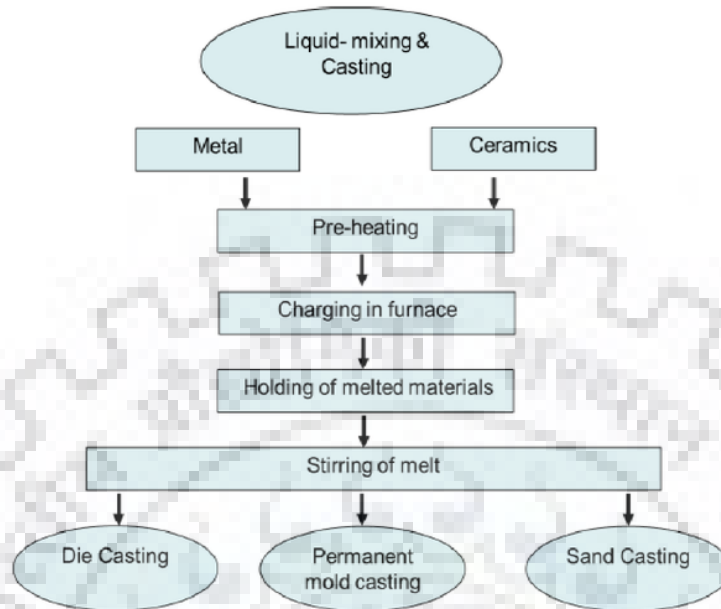 Liquid- mixing &
Casting
Metal
Ceramics
Pre-heating
Charging in furnace
Holding of melted materials
Stirring of melt
Die Casting
Permanent
mold casting
Sand Casting